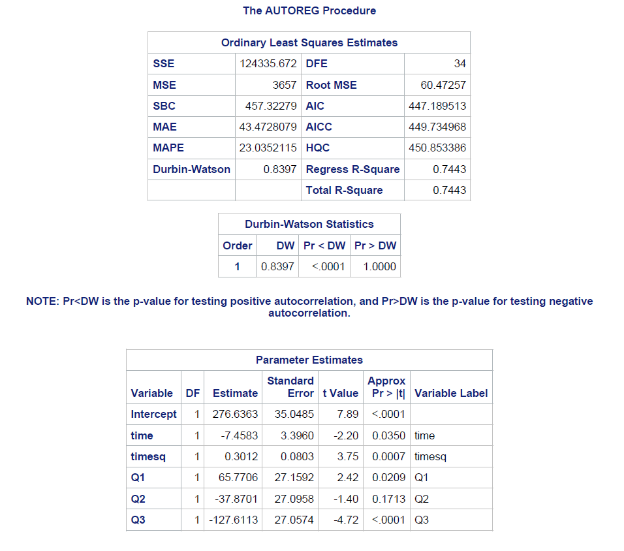 The AUTOREG Procedure
Ordinary Least Squares Estimates
SSE 124335.672 DFE 34
MSE 3657 Root MSE 60.47257
SBC 457.32279 AIC 447.189513
MAE 43.4728079 AICC 449.734968
MAPE 23.0352115 HQC 450.853386
Durbin-Watson 0.8397 Regress R-Square 0.7443
Total R-Square 0.7443
Durbin-Watson Statistics
Order DW Pr < DW Pr > DW
1 0.8397 <.0001 1.0000
NOTE: Pr<DW is the p-value for testing positive autocorrelation, and Pr>DW is the p-value for testing negative
autocorrelation.
Parameter Estimates
Variable DF Estimate Standard Error t Value Approx Pr > |t| Variable Label
Intercept 1 276.6363 35.0485 7.89 <.0001
time 1 -7.4583 3.3960 -2.20 0.0350 time
timesq 1 0.3012 0.0803 3.75 0.0007 timesq
Q1 1 65.7706 27.1592 2.42 0.0209 Q1
Q2 1 -37.8701 27.0958 -1.40 0.1713 Q2
Q3 1 -127.6113 27.0574 -4.72 <.0001 Q3